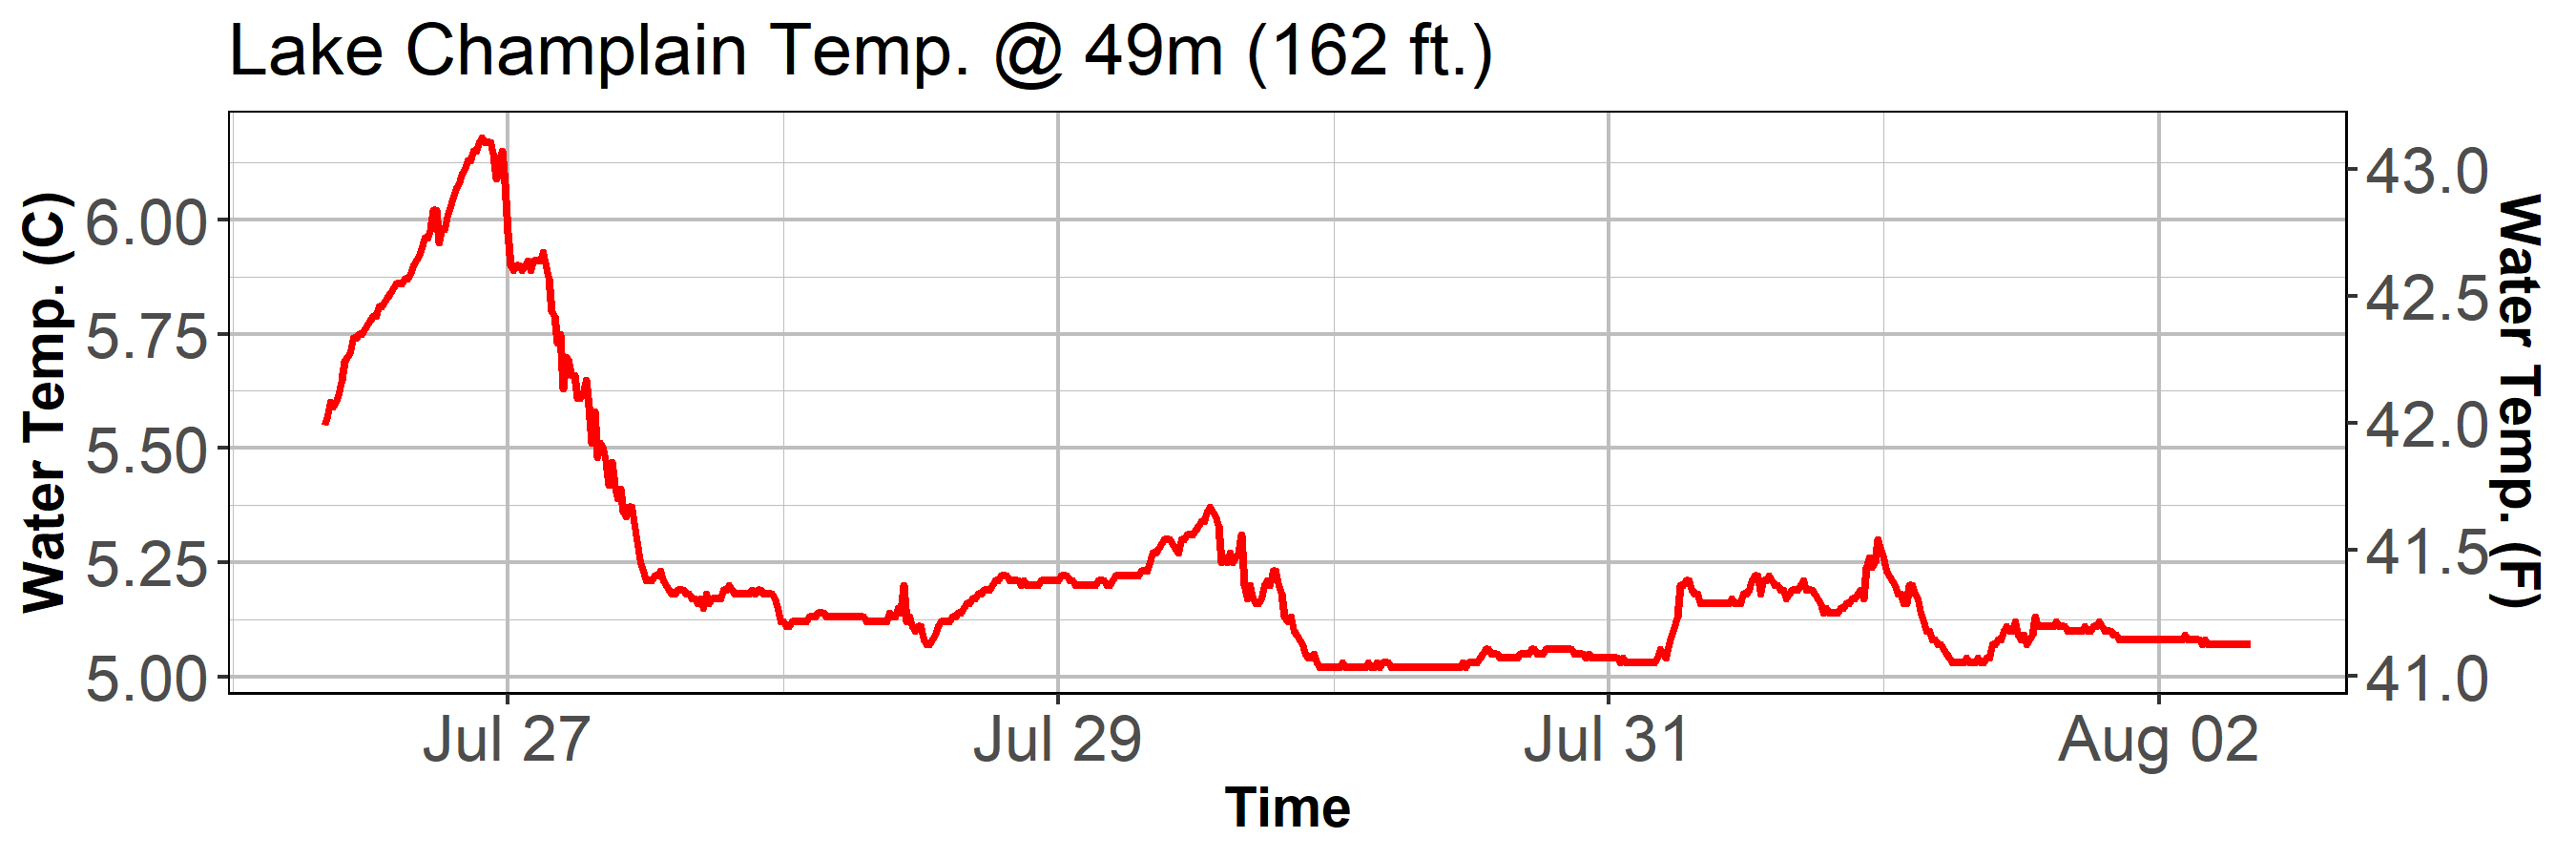 Lake Champlain Temp. @ 49m (162 ft.)
Water Temp. (C)
6.00
5.75
5.50
5.25
5.00
43.0
42.5
42.0
41.5
41.0
Water Temp. (F)
Jul 27
Jul 29
Jul 31
Aug 02
Time